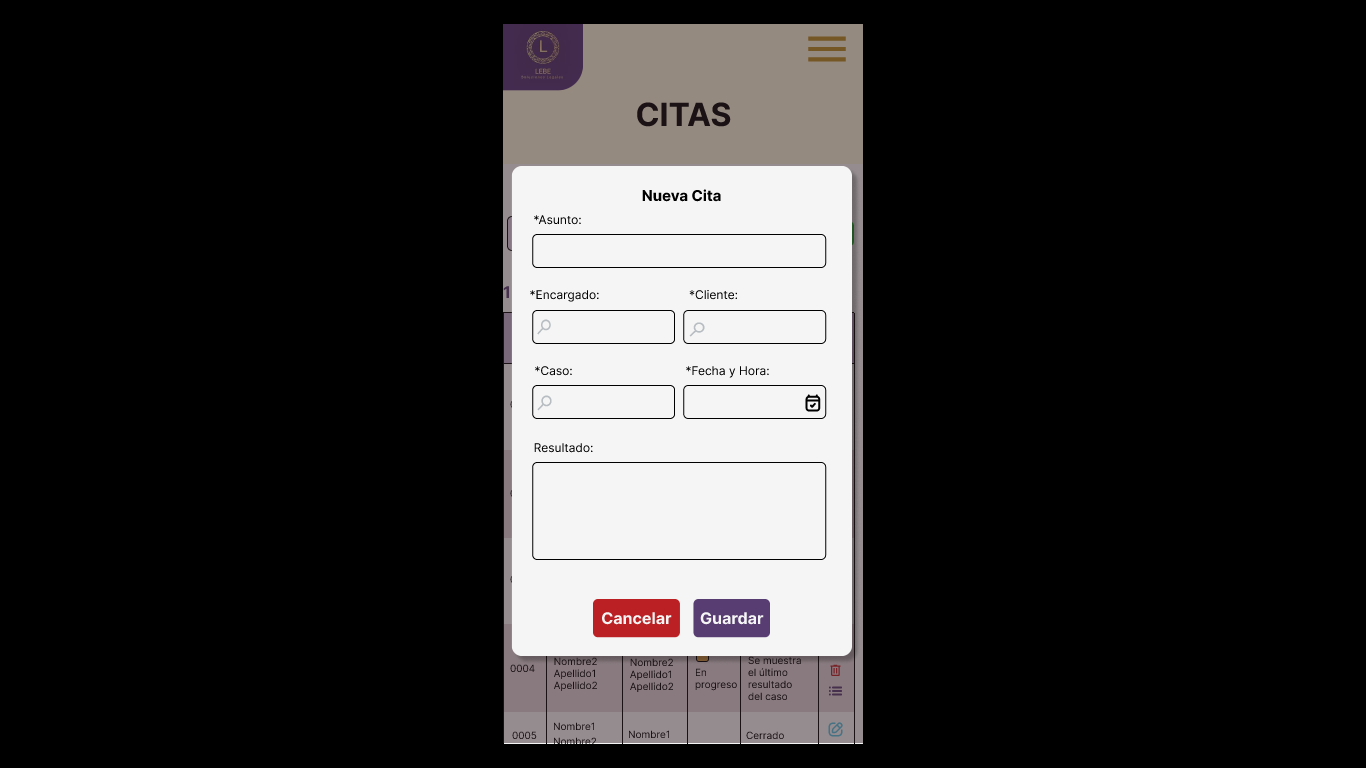 L
LEBE
CITAS
Nueva Cita
*Asunto:
*Encargado:
*Cliente:
*Caso:
*Fecha y Hora:
Resultado:
Cancelar
Guardar
1
0004
Nombre2
Apellido1
Apellido2
Nombre2
Apellido1
Apellido2
En
progreso
Se muestra
el último
resultado
del caso
0005
Nombre1
Nombre2
Nombre1
Cerrado